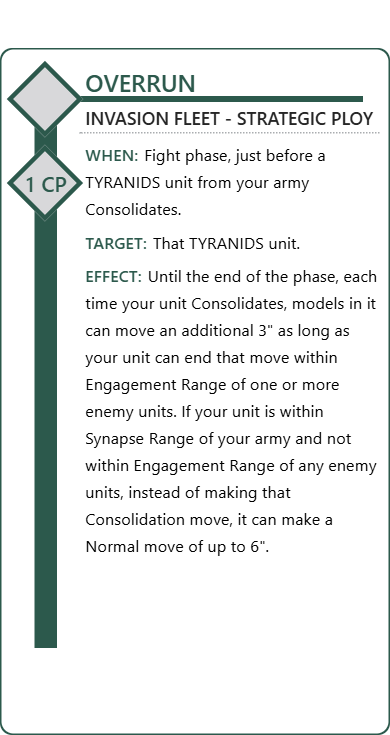 OVERRUN
INVASION FLEET - STRATEGIC PLOY
1 CP
WHEN: Fight phase, just before a
TYRANIDS unit from your army
Consolidates.
TARGET: That TYRANIDS unit.
EFFECT: Until the end of the phase, each
time your unit Consolidates, models in it
can move an additional 3" as long as
your unit can end that move within
Engagement Range of one or more
enemy units. If your unit is within
Synapse Range of your army and not
within Engagement Range of any enemy
units, instead of making that
Consolidation move, it can make a
Normal move of up to 6".